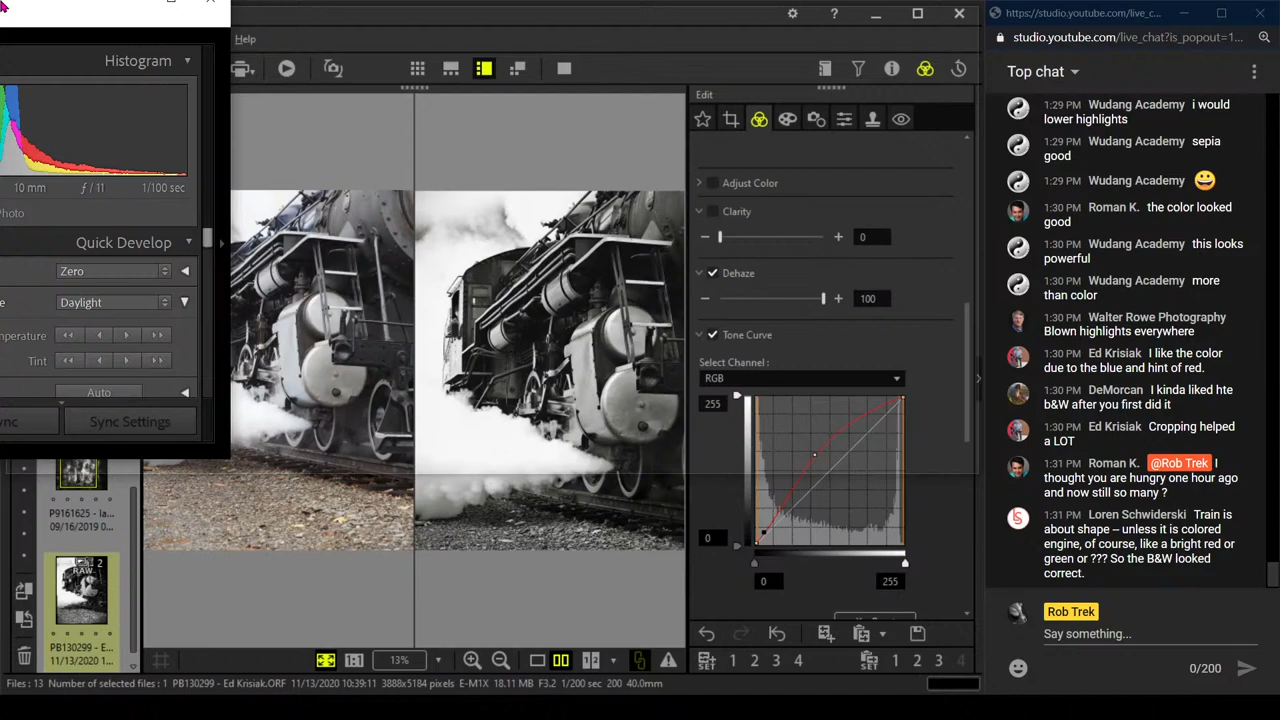 Histogram
10 mm
ƒ / 11
1/100 sec
Photo
Quick Develop
Zero
Daylight
Tint
Auto
Sync Settings
P9161625 - Ia...
09/16/2019 0...
RAW
2
PB130299 - E...
11/13/2020 1...
Help
Edit
Adjust Color
Clarity
0
Dehaze
100
Tone Curve
Select Channel :
RGB
255
0
0
255
1:1
13%
SET 1 2 3 4
SET 1 2 3 4
Files : 13 Number of selected files : 1 PB130299 - Ed Krisiak.ORF 11/13/2020 10:39:11 3888x5184 pixels E-M1X 18.11 MB F3.2 1/200 sec 200 40.0mm
https://studio.youtube.com/live_c...
studio.youtube.com/live_chat?is_popout=1...
Top chat
1:29 PM Wudang Academy i would
lower highlights
1:29 PM Wudang Academy sepia
good
1:29 PM Wudang Academy 😀
1:30 PM Roman K. the color looked
good
1:30 PM Wudang Academy this looks
powerful
1:30 PM Wudang Academy more
than color
1:30 PM Walter Rowe Photography
Blown highlights everywhere
1:30 PM Ed Krisiak I like the color
due to the blue and hint of red.
1:30 PM DeMorcan I kinda liked hte
b&W after you first did it
1:31 PM Ed Krisiak Cropping helped
a LOT
1:31 PM Roman K. @Rob Trek I
thought you are hungry one hour ago
and now still so many ?
1:31 PM Loren Schwiderski Train is
about shape -- unless it is colored
engine, of course, like a bright red or
green or ??? So the B&W looked
correct.
Rob Trek
Say something...
0/200